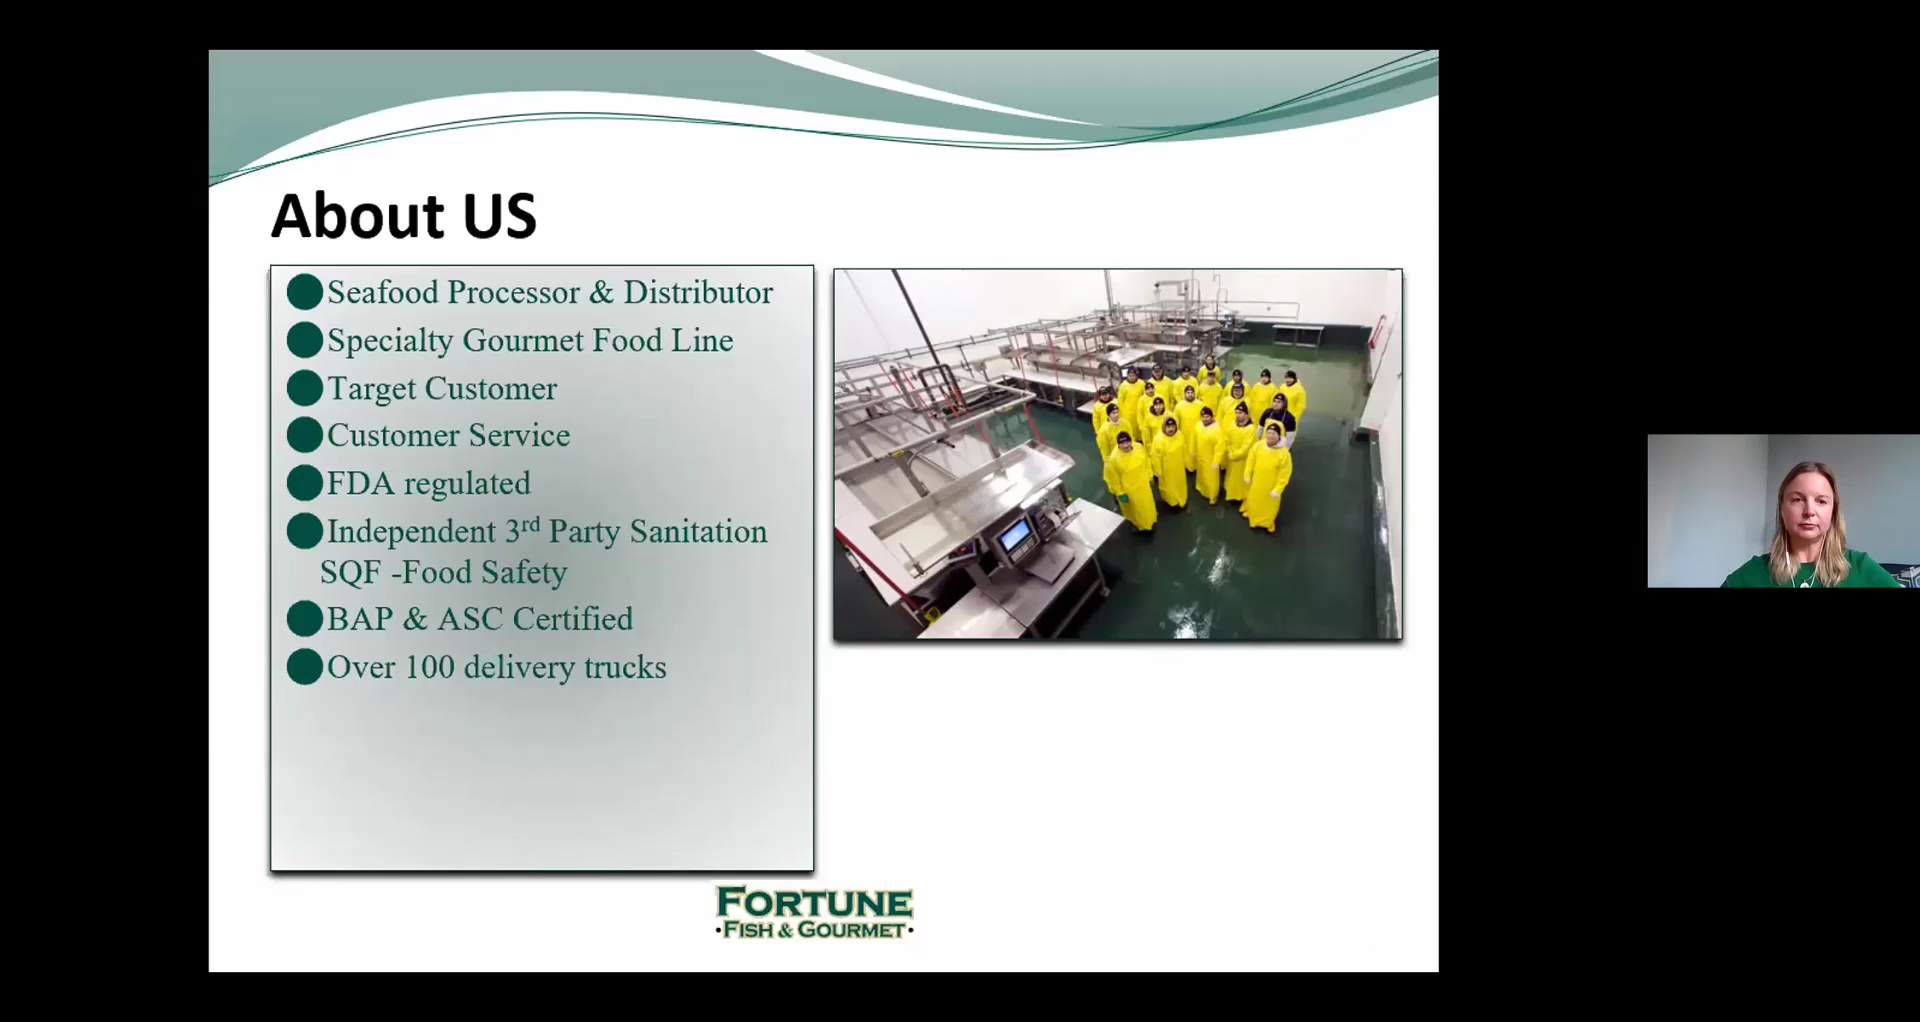 About US
Seafood Processor & Distributor
Specialty Gourmet Food Line
Target Customer
Customer Service
FDA regulated
Independent 3rd Party Sanitation
SQF -Food Safety
BAP & ASC Certified
Over 100 delivery trucks
FORTUNE
·FISH & GOURMET·